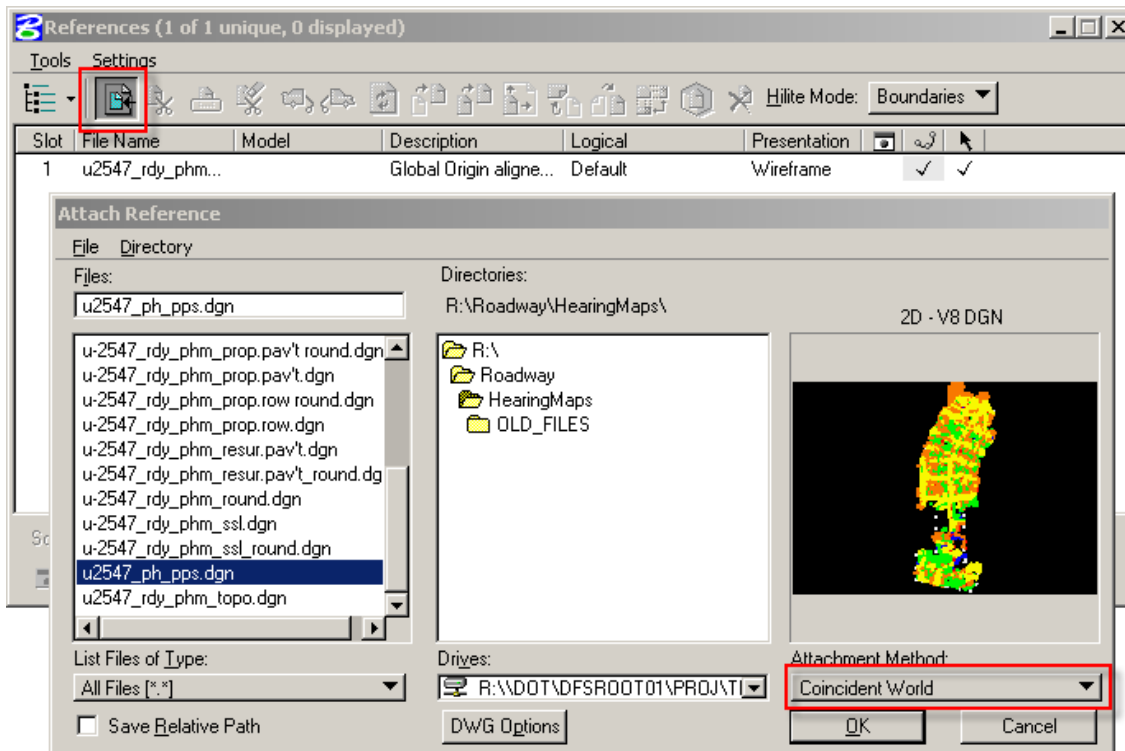 References (1 of 1 unique, 0 displayed)
Tools Settings
Hilite Mode: Boundaries
Slot File Name Model Description Logical Presentation
1 u2547_rdy_phm... Global Origin aligne... Default Wireframe
Attach Reference
File Directory
Files:
u2547_ph_pps.dgn
u-2547_rdy_phm_prop.pav't round.dgn
u-2547_rdy_phm_prop.pav't.dgn
u-2547_rdy_phm_prop.row round.dgn
u-2547_rdy_phm_prop.row.dgn
u-2547_rdy_phm_resur.pav't.dgn
u-2547_rdy_phm_resur.pav't_round.dg
u-2547_rdy_phm_round.dgn
u-2547_rdy_phm_ssl.dgn
u-2547_rdy_phm_ssl_round.dgn
u2547_ph_pps.dgn
u2547_rdy_phm_topo.dgn
Directories:
R:\Roadway\HearingMaps\
R:\
Roadway
HearingMaps
OLD_FILES
2D - V8 DGN
Sc
List Files of Type:
All Files [*.*]
Save Relative Path
Drives:
R:\\DOT\DFSROOT01\PROJ\TI
DWG Options
Attachment Method:
Coincident World
OK Cancel